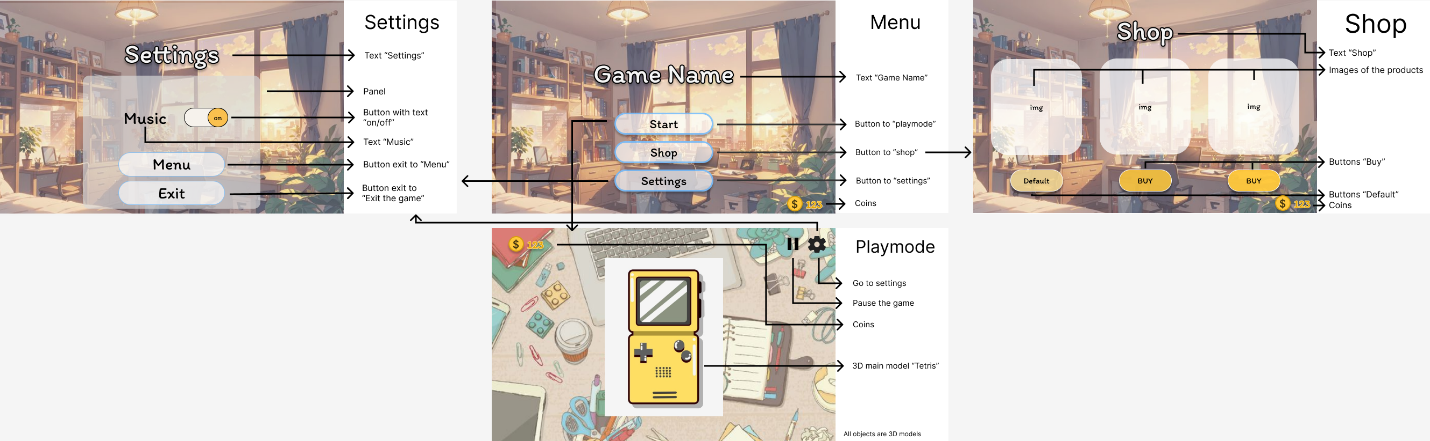 Settings
Settings
Text "Settings"
Panel
Music
on
Button with text
"on/off"
Text "Music"
Menu
Button exit to "Menu"
Exit
Button exit to
"Exit the game"
Menu
Game Name
Text "Game Name"
Start
Button to "playmode"
Shop
Button to "shop"
Settings
Button to "settings"
$ 123
Coins
Shop
Shop
Text "Shop"
Images of the products
img
img
img
Buttons "Buy"
Default
BUY
BUY
Buttons "Default"
$ 123
Coins
Playmode
$ 123
Go to settings
Pause the game
Coins
3D main model "Tetris"
All objects are 3D models